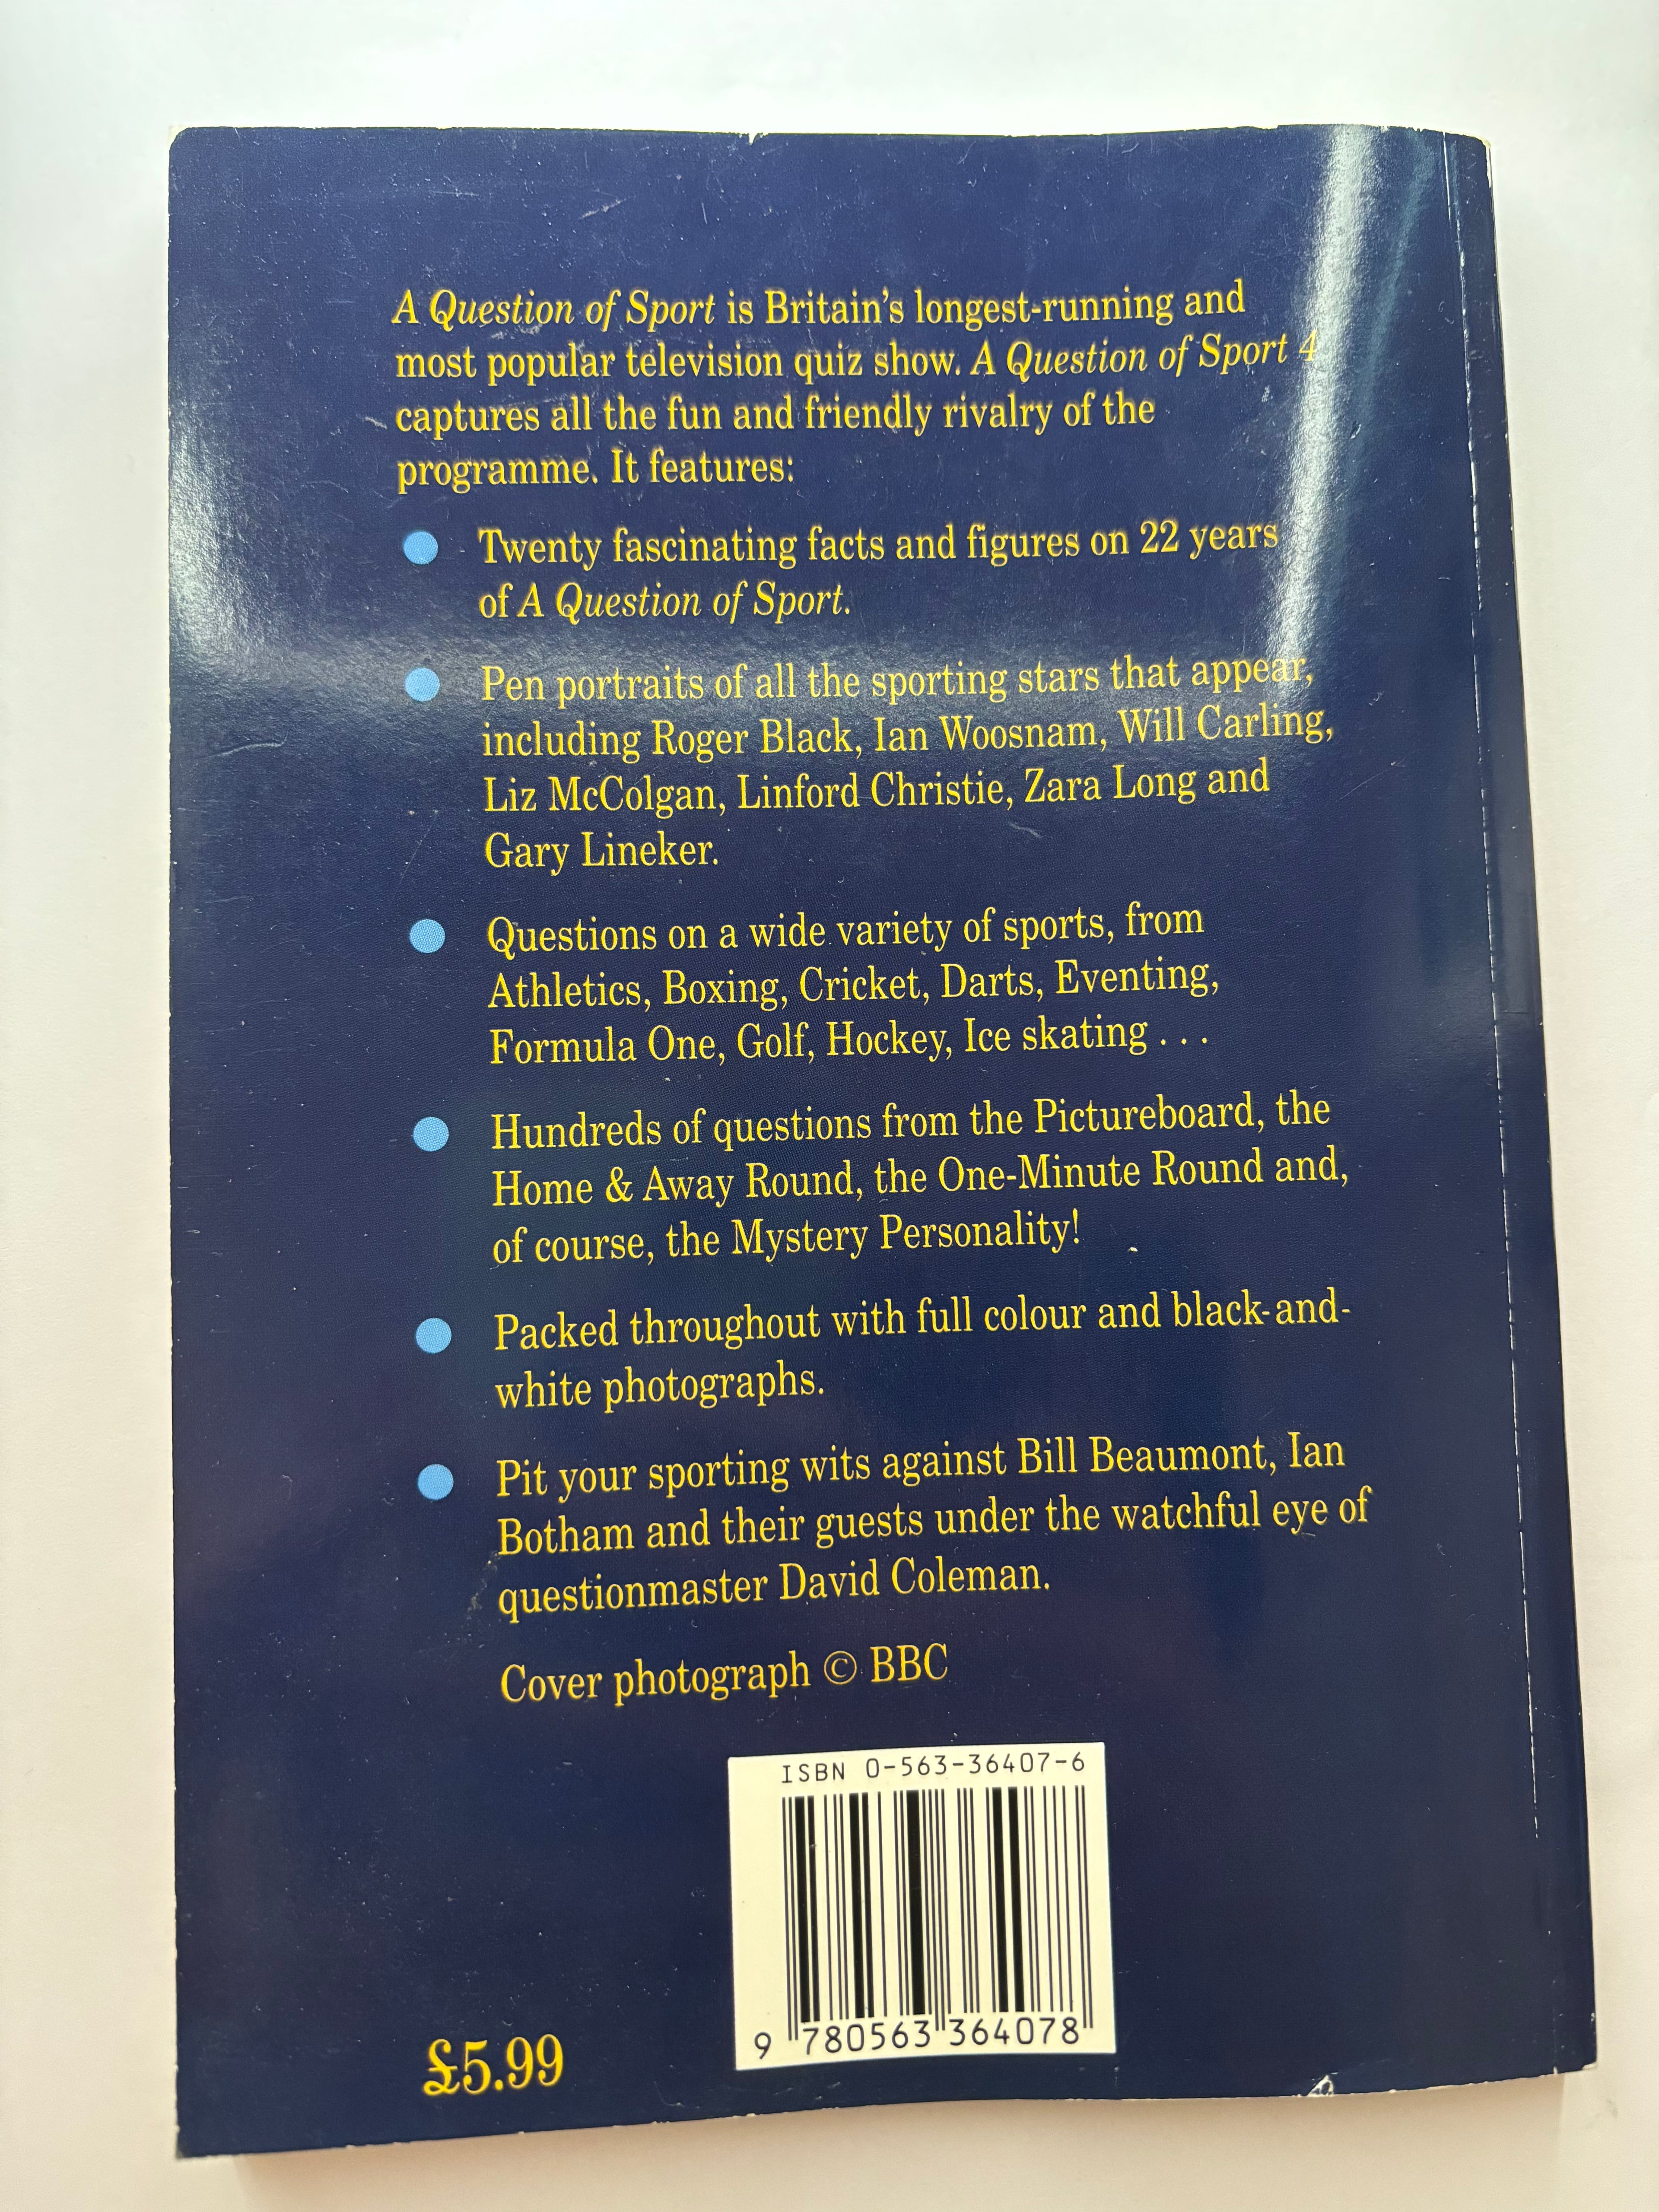 A Question of Sport is Britain's longest-running and
most popular television quiz show. A Question of Sport 4
captures all the fun and friendly rivalry of the
programme. It features:
● Twenty fascinating facts and figures on 22 years
of A Question of Sport.
● Pen portraits of all the sporting stars that appear,
including Roger Black, Ian Woosnam, Will Carling,
Liz McColgan, Linford Christie, Zara Long and
Gary Lineker.
● Questions on a wide variety of sports, from
Athletics, Boxing, Cricket, Darts, Eventing,
Formula One, Golf, Hockey, Ice skating . . .
● Hundreds of questions from the Pictureboard, the
Home & Away Round, the One-Minute Round and,
of course, the Mystery Personality!
● Packed throughout with full colour and black-and-
white photographs.
● Pit your sporting wits against Bill Beaumont, Ian
Botham and their guests under the watchful eye of
questionmaster David Coleman.
Cover photograph © BBC
ISBN 0-563-36407-6
9 780563 364078
£5.99